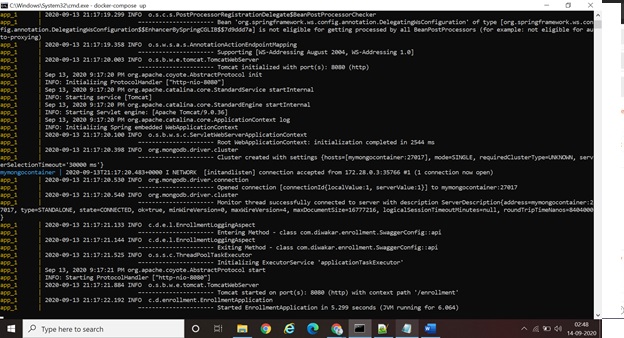 C:\Windows\System32\cmd.exe - docker-compose up
app_1 | 2020-09-13 21:17:19.299 INFO o.s.c.s.PostProcessorRegistrationDelegate$BeanPostProcessorChecker
app_1 | -------------------- Bean 'org.springframework.ws.config.annotation.DelegatingWsConfiguration' of type [org.springframework.ws.con
fig.annotation.DelegatingWsConfiguration$$EnhancerBySpringCGLIB$$7d9ddd7a] is not eligible for getting processed by all BeanPostProcessors (for example: not eligible for au
to-proxying)
app_1 | 2020-09-13 21:17:19.358 INFO o.s.w.s.a.s.AnnotationActionEndpointMapping
app_1 | -------------------- Supporting [WS-Addressing August 2004, WS-Addressing 1.0]
app_1 | 2020-09-13 21:17:20.003 INFO o.s.b.w.e.tomcat.TomcatWebServer
app_1 | -------------------- Tomcat initialized with port(s): 8080 (http)
app_1 | Sep 13, 2020 9:17:20 PM org.apache.coyote.AbstractProtocol init
app_1 | INFO: Initializing ProtocolHandler ["http-nio-8080"]
app_1 | Sep 13, 2020 9:17:20 PM org.apache.catalina.core.StandardService startInternal
app_1 | INFO: Starting service [Tomcat]
app_1 | Sep 13, 2020 9:17:20 PM org.apache.catalina.core.StandardEngine startInternal
app_1 | INFO: Starting Servlet engine: [Apache Tomcat/9.0.36]
app_1 | Sep 13, 2020 9:17:20 PM org.apache.catalina.core.ApplicationContext log
app_1 | INFO: Initializing Spring embedded WebApplicationContext
app_1 | 2020-09-13 21:17:20.100 INFO o.s.b.w.s.c.ServletWebServerApplicationContext
app_1 | -------------------- Root WebApplicationContext: initialization completed in 2544 ms
app_1 | 2020-09-13 21:17:20.398 INFO org.mongodb.driver.cluster
app_1 | -------------------- Cluster created with settings {hosts=[mymongocontainer:27017], mode=SINGLE, requiredClusterType=UNKNOWN, serv
erSelectionTimeout='30000 ms'}
mymongocontainer | 2020-09-13T21:17:20.483+0000 I NETWORK [initandlisten] connection accepted from 172.28.0.3:35766 #1 (1 connection now open)
app_1 | 2020-09-13 21:17:20.530 INFO org.mongodb.driver.connection
app_1 | -------------------- Opened connection [connectionId{localValue:1, serverValue:1}] to mymongocontainer:27017
app_1 | 2020-09-13 21:17:20.540 INFO org.mongodb.driver.cluster
app_1 | -------------------- Monitor thread successfully connected to server with description ServerDescription{address=mymongocontainer:2
7017, type=STANDALONE, state=CONNECTED, ok=true, minWireVersion=0, maxWireVersion=4, maxDocumentSize=16777216, logicalSessionTimeoutMinutes=null, roundTripTimeNanos=8404000
}
app_1 | 2020-09-13 21:17:21.133 INFO c.d.e.l.EnrollmentLoggingAspect
app_1 | -------------------- Entering Method - class com.diwakar.enrollment.SwaggerConfig::api
app_1 | 2020-09-13 21:17:21.144 INFO c.d.e.l.EnrollmentLoggingAspect
app_1 | -------------------- Exiting Method - class com.diwakar.enrollment.SwaggerConfig::api
app_1 | 2020-09-13 21:17:21.525 INFO o.s.s.c.ThreadPoolTaskExecutor
app_1 | -------------------- Initializing ExecutorService 'applicationTaskExecutor'
app_1 | Sep 13, 2020 9:17:21 PM org.apache.coyote.AbstractProtocol start
app_1 | INFO: Starting ProtocolHandler ["http-nio-8080"]
app_1 | 2020-09-13 21:17:21.884 INFO o.s.b.w.e.tomcat.TomcatWebServer
app_1 | -------------------- Tomcat started on port(s): 8080 (http) with context path '/enrollment'
app_1 | 2020-09-13 21:17:22.192 INFO c.d.enrollment.EnrollmentApplication
app_1 | -------------------- Started EnrollmentApplication in 5.299 seconds (JVM running for 6.064)
Type here to search
02:48
14-09-2020